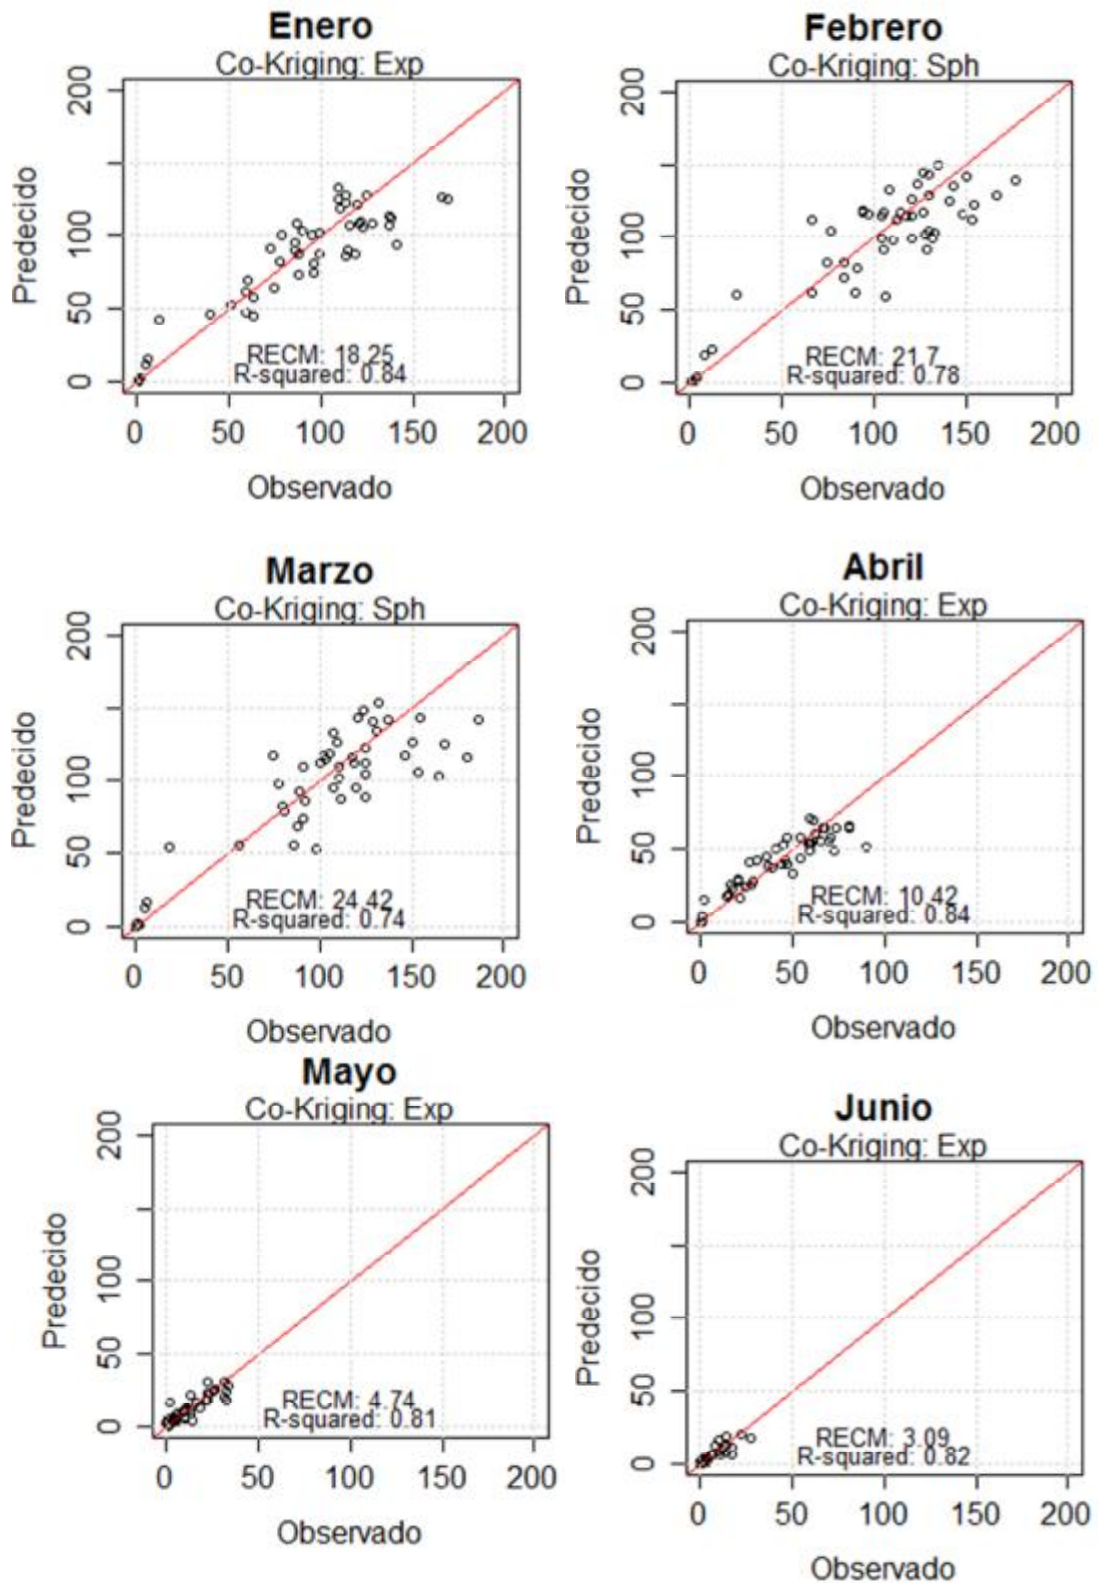 Enero
Co-Kriging: Exp
200
100
50
0
Predecido
RECM: 18.25
R-squared: 0.84
0 50 100 150 200
Observado
Febrero
Co-Kriging: Sph
200
100
50
0
Predecido
RECM: 21.7
R-squared: 0.78
0 50 100 150 200
Observado
Marzo
Co-Kriging: Sph
200
100
50
0
Predecido
RECM: 24.42
R-squared: 0.74
0 50 100 150 200
Observado
Abril
Co-Kriging: Exp
200
100
50
0
Predecido
RECM: 10.42
R-squared: 0.84
0 50 100 150 200
Observado
Mayo
Co-Kriging: Exp
200
100
50
0
Predecido
RECM: 4.74
R-squared: 0.81
0 50 100 150 200
Observado
Junio
Co-Kriging: Exp
200
100
50
0
Predecido
RECM: 3.09
R-squared: 0.82
0 50 100 150 200
Observado